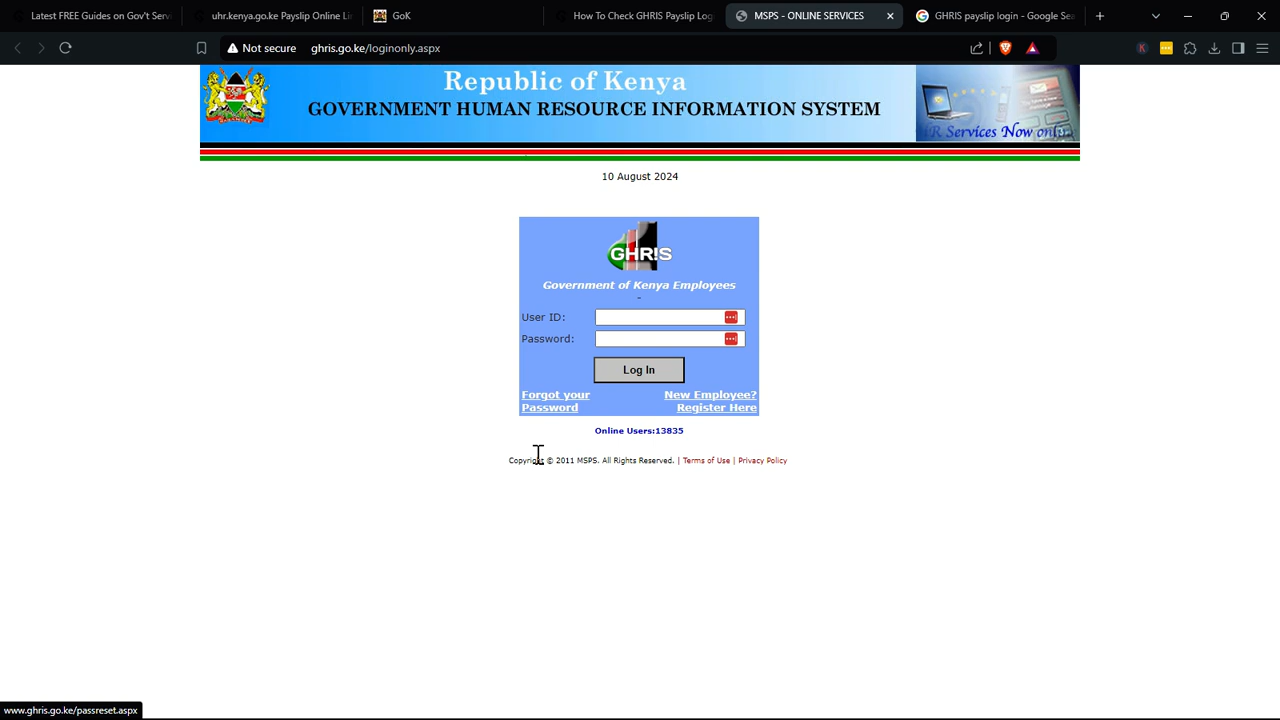 Latest FREE Guides on Gov't Serv
uhr.kenya.go.ke Payslip Online Li
GoK
How To Check GHRIS Payslip Log
MSPS - ONLINE SERVICES
GHRIS payslip login - Google Sea
Not secure
ghris.go.ke/loginonly.aspx
K
Republic of Kenya
GOVERNMENT HUMAN RESOURCE INFORMATION SYSTEM
HR Services Now online
10 August 2024
GHRIS
Government of Kenya Employees
-
User ID:
Password:
Log In
Forgot your
Password
New Employee?
Register Here
Online Users:13835
Copyright © 2011 MSPS. All Rights Reserved. | Terms of Use | Privacy Policy
www.ghris.go.ke/passreset.aspx